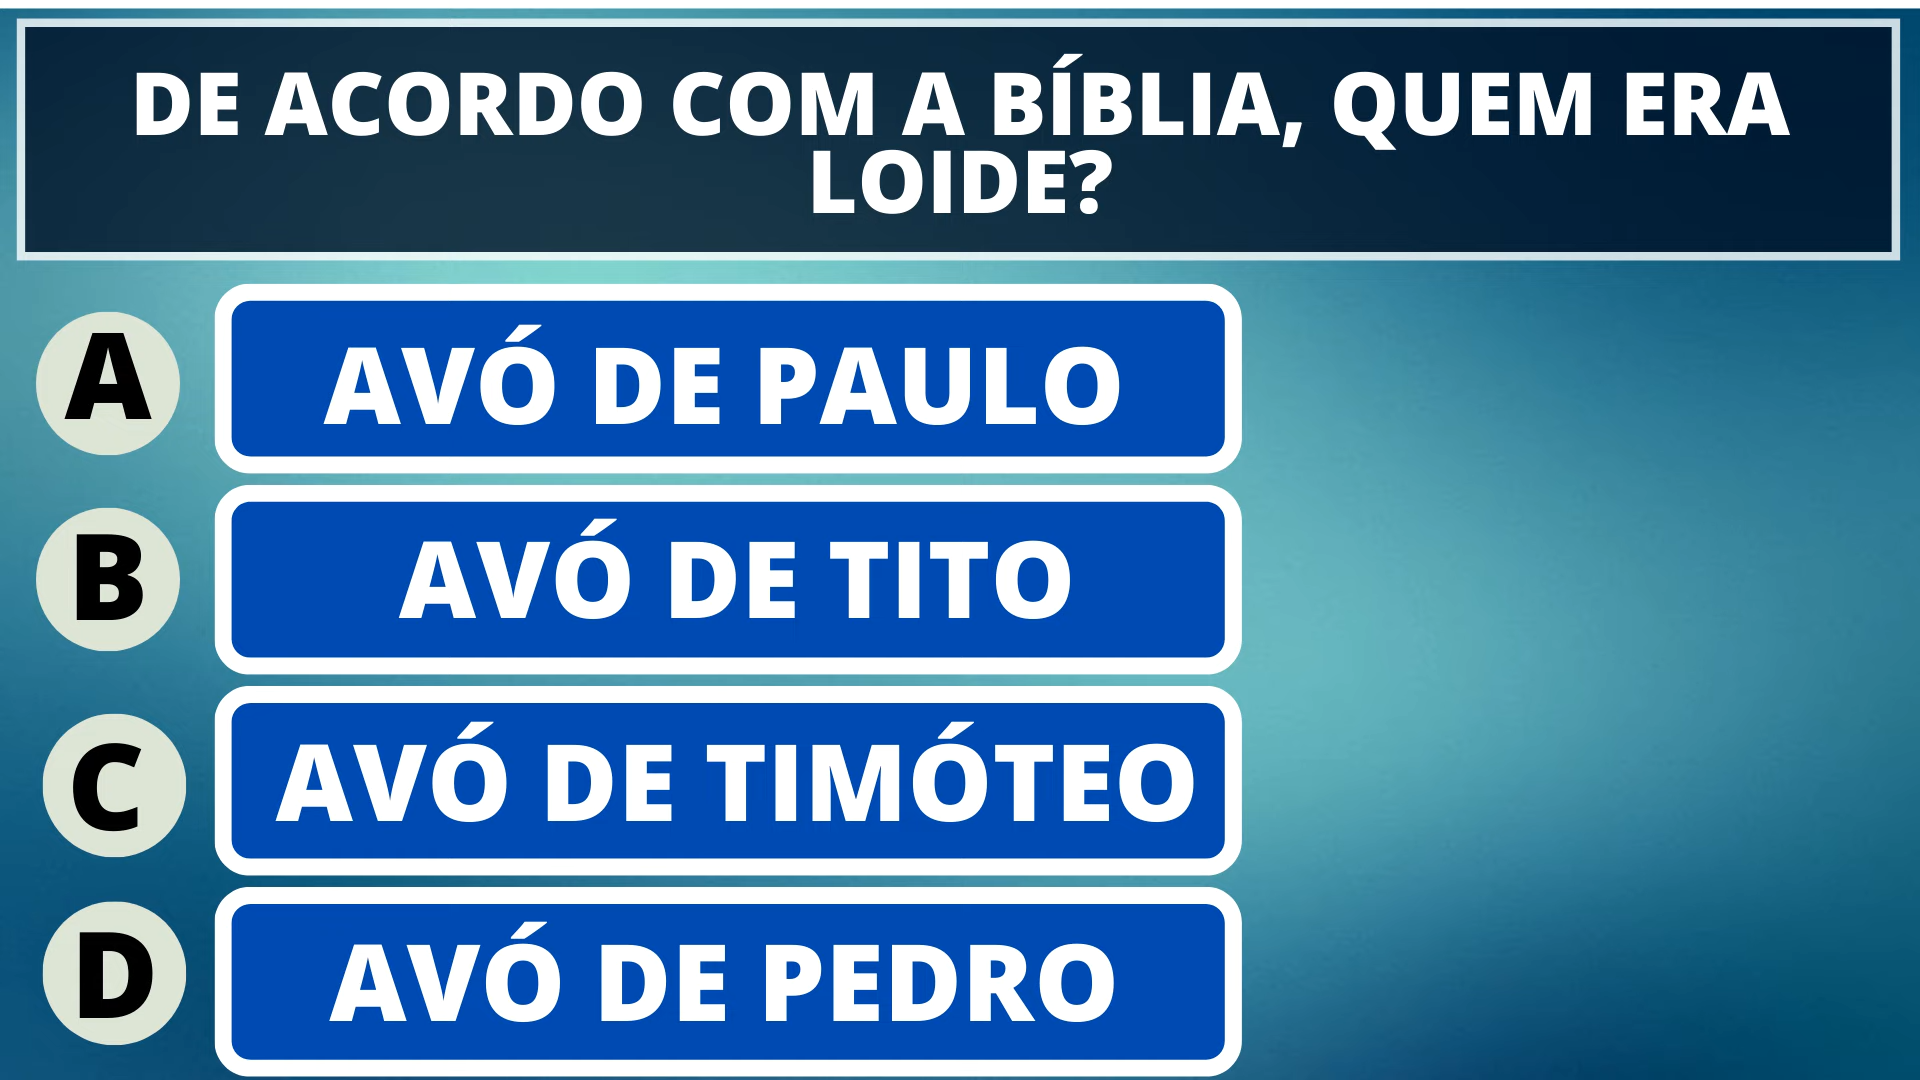 DE ACORDO COM A BÍBLIA, QUEM ERA
LOIDE?
A
AVÓ DE PAULO
B
AVÓ DE TITO
C
AVÓ DE TIMÓTEO
D
AVÓ DE PEDRO